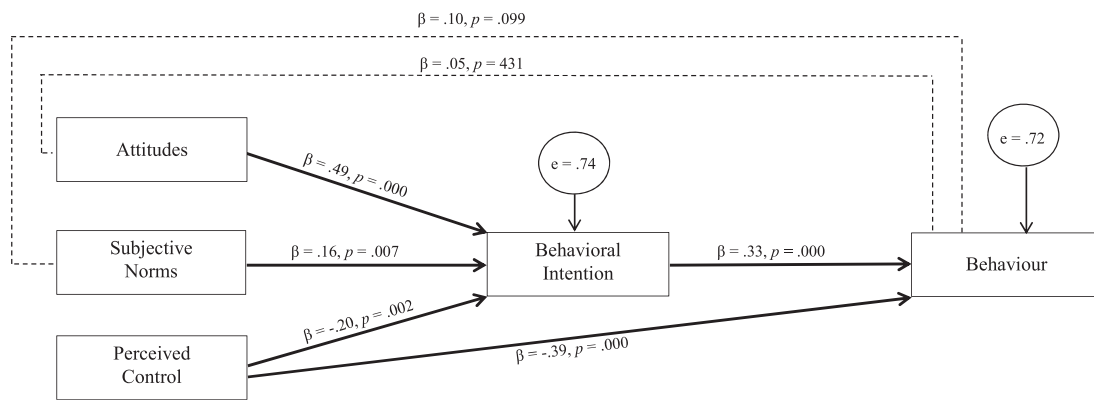 β = .10, p = .099
β = .05, p = 431
Attitudes
e = .74
e = .72
β = .49, p = .000
Subjective
Norms
β = .16, p = .007
Behavioral
Intention
β = .33, p = .000
Behaviour
β = -.20, p = .002
β = -.39, p = .000
Perceived
Control